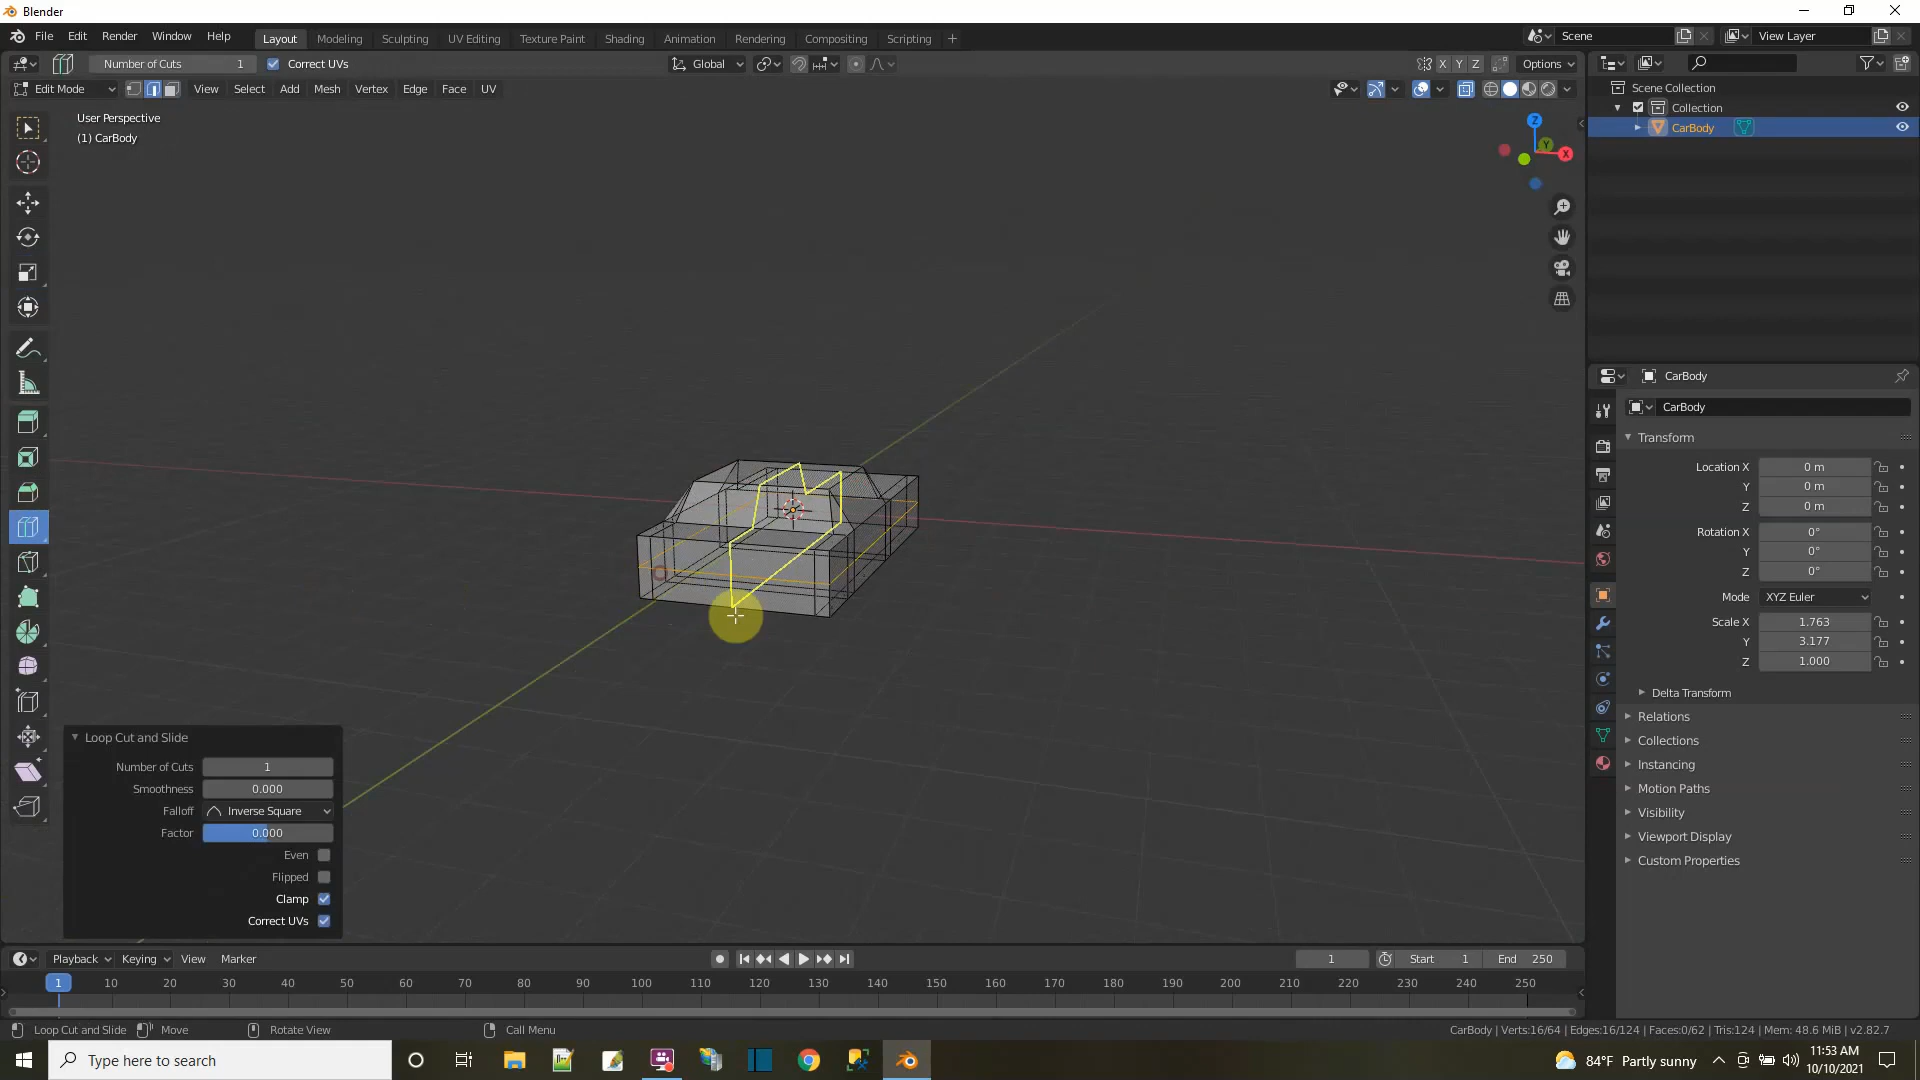 Blender
File Edit Render Window Help
Layout Modeling Sculpting UV Editing Texture Paint Shading Animation Rendering Compositing Scripting +
Scene
View Layer
Number of Cuts 1 Correct UVs
Global
X Y Z Options
Edit Mode View Select Add Mesh Vertex Edge Face UV
User Perspective
(1) CarBody
Z
Y
X
Scene Collection
Collection
CarBody
CarBody
CarBody
Transform
Location X 0 m
Y 0 m
Z 0 m
Rotation X 0°
Y 0°
Z 0°
Mode XYZ Euler
Scale X 1.763
Y 3.177
Z 1.000
Delta Transform
Relations
Collections
Instancing
Motion Paths
Visibility
Viewport Display
Custom Properties
Loop Cut and Slide
Number of Cuts 1
Smoothness 0.000
Falloff Inverse Square
Factor 0.000
Even
Flipped
Clamp
Correct UVs
Playback Keying View Marker
1 Start 1 End 250
1 10 20 30 40 50 60 70 80 90 100 110 120 130 140 150 160 170 180 190 200 210 220 230 240 250
Loop Cut and Slide Move Rotate View Call Menu
CarBody | Verts:16/64 | Edges:16/124 | Faces:0/62 | Tris:124 | Mem: 48.6 MiB | v2.82.7
Type here to search
84°F Partly sunny
11:53 AM
10/10/2021